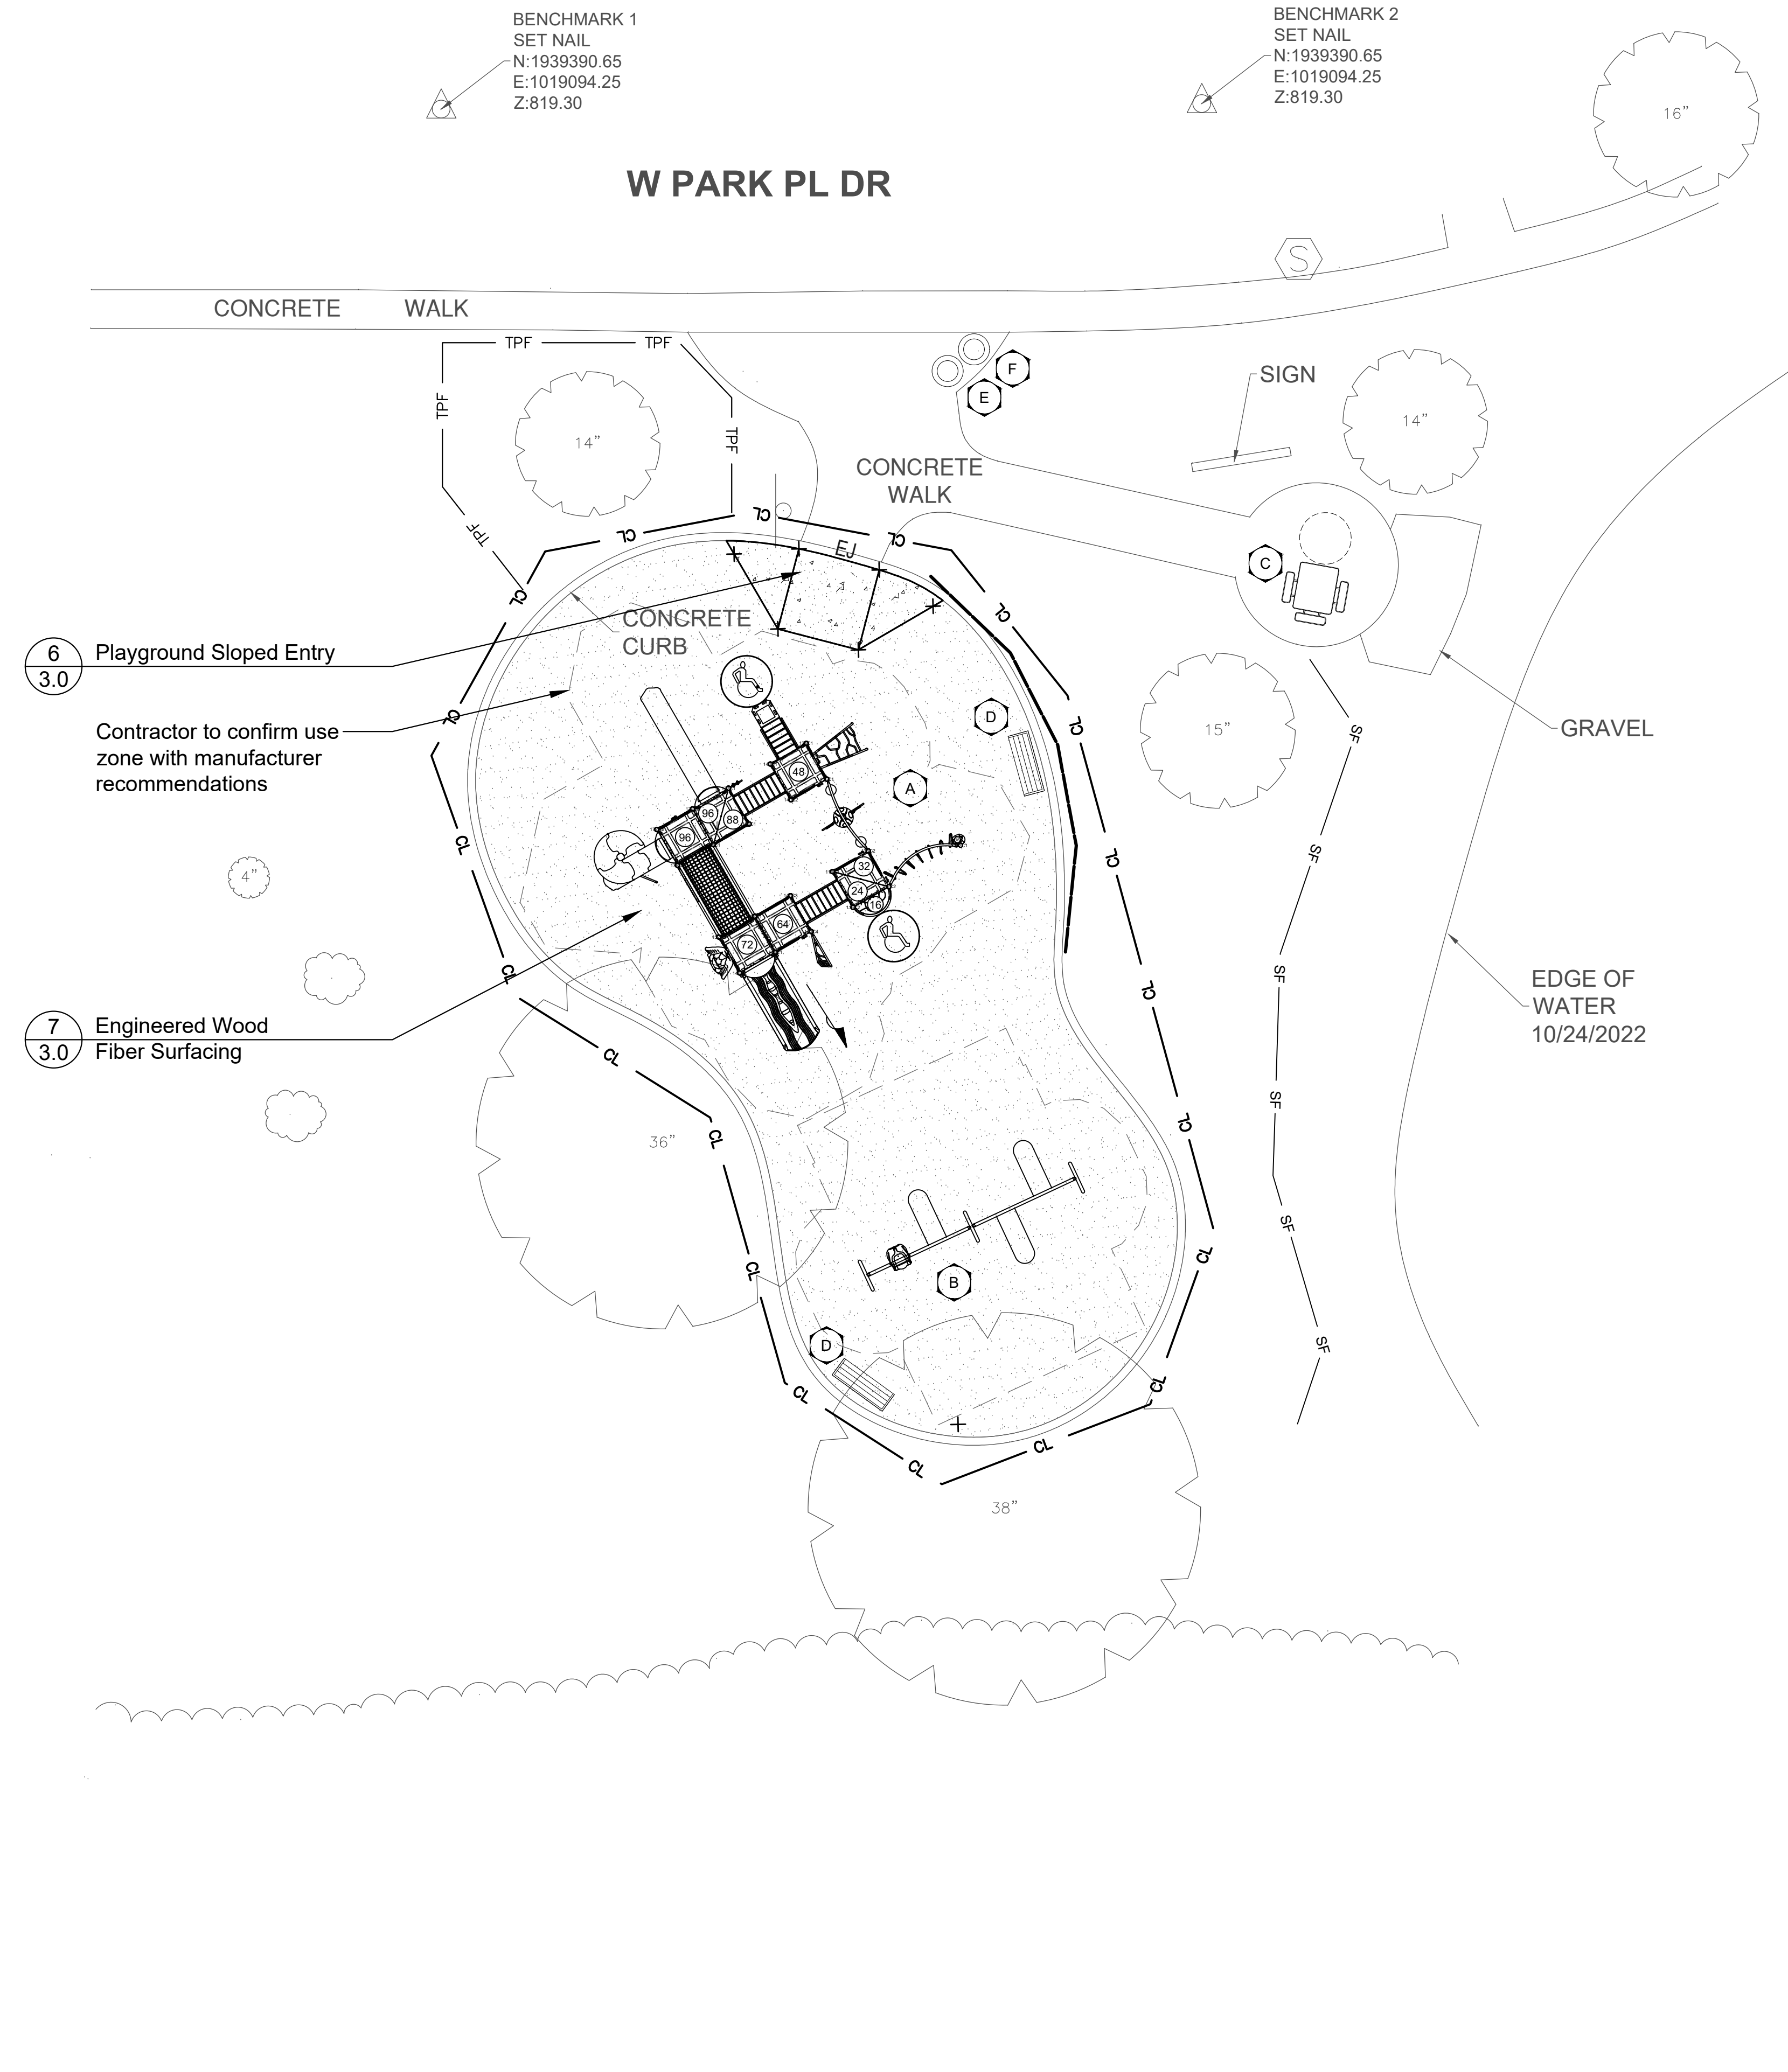 BENCHMARK 1
SET NAIL
N:1939390.65
E:1019094.25
Z:819.30
BENCHMARK 2
SET NAIL
N:1939390.65
E:1019094.25
Z:819.30
16"
W PARK PL DR
S
CONCRETE WALK
TPF
TPF
TPF
TPF
TPF
14"
F
E
SIGN
14"
CONCRETE
WALK
C
CL
CL
CL
CL
CL
CL
CL
EJ
CONCRETE
CURB
6
3.0
Playground Sloped Entry
Contractor to confirm use
zone with manufacturer
recommendations
D
15"
GRAVEL
SF
SF
SF
SF
SF
SF
CL
CL
CL
CL
CL
CL
48
A
96
88
96
32
24
16
64
72
4"
7
3.0
Engineered Wood
Fiber Surfacing
EDGE OF
WATER
10/24/2022
CL
CL
CL
CL
36"
B
D
CL
CL
CL
CL
38"